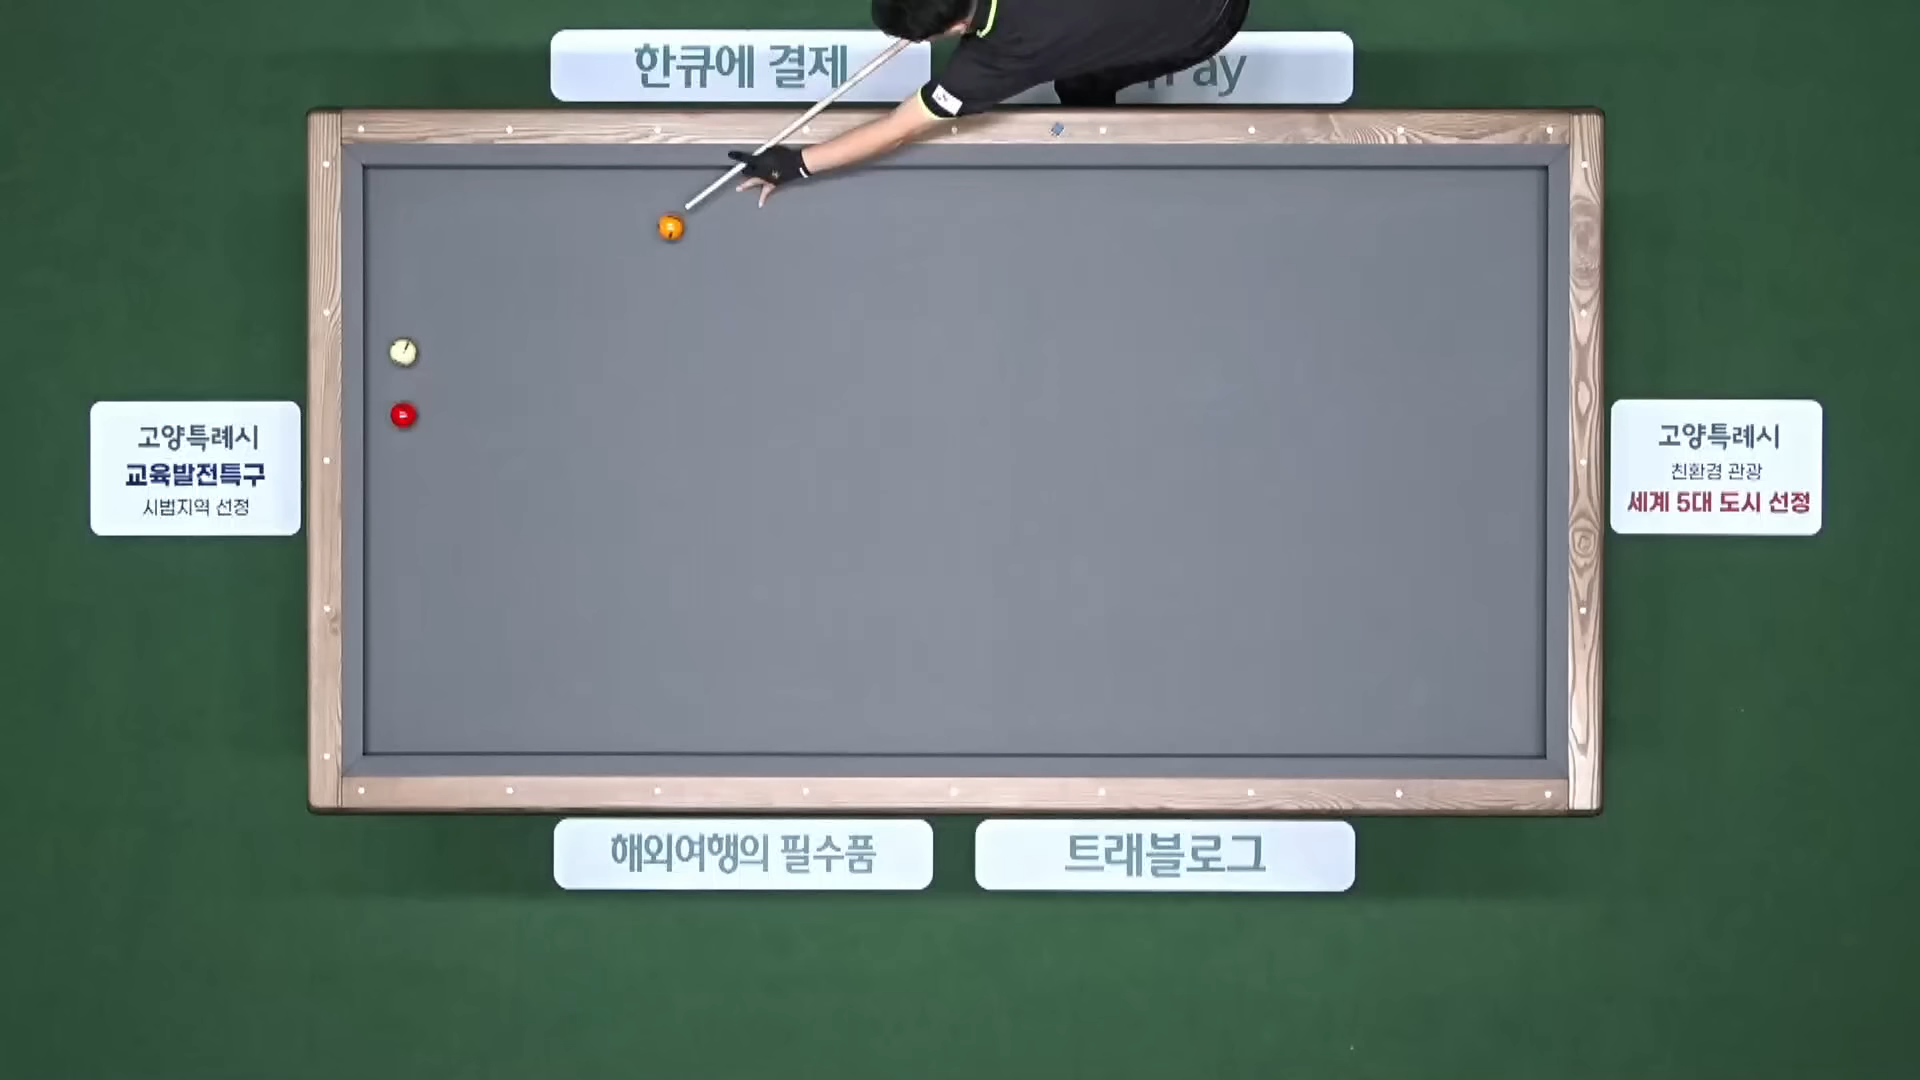 한큐에 결제
ay
고양특례시
교육발전특구
시범지역 선정
고양특례시
친환경 관광
세계 5대 도시 선정
해외여행의 필수품
트래블로그